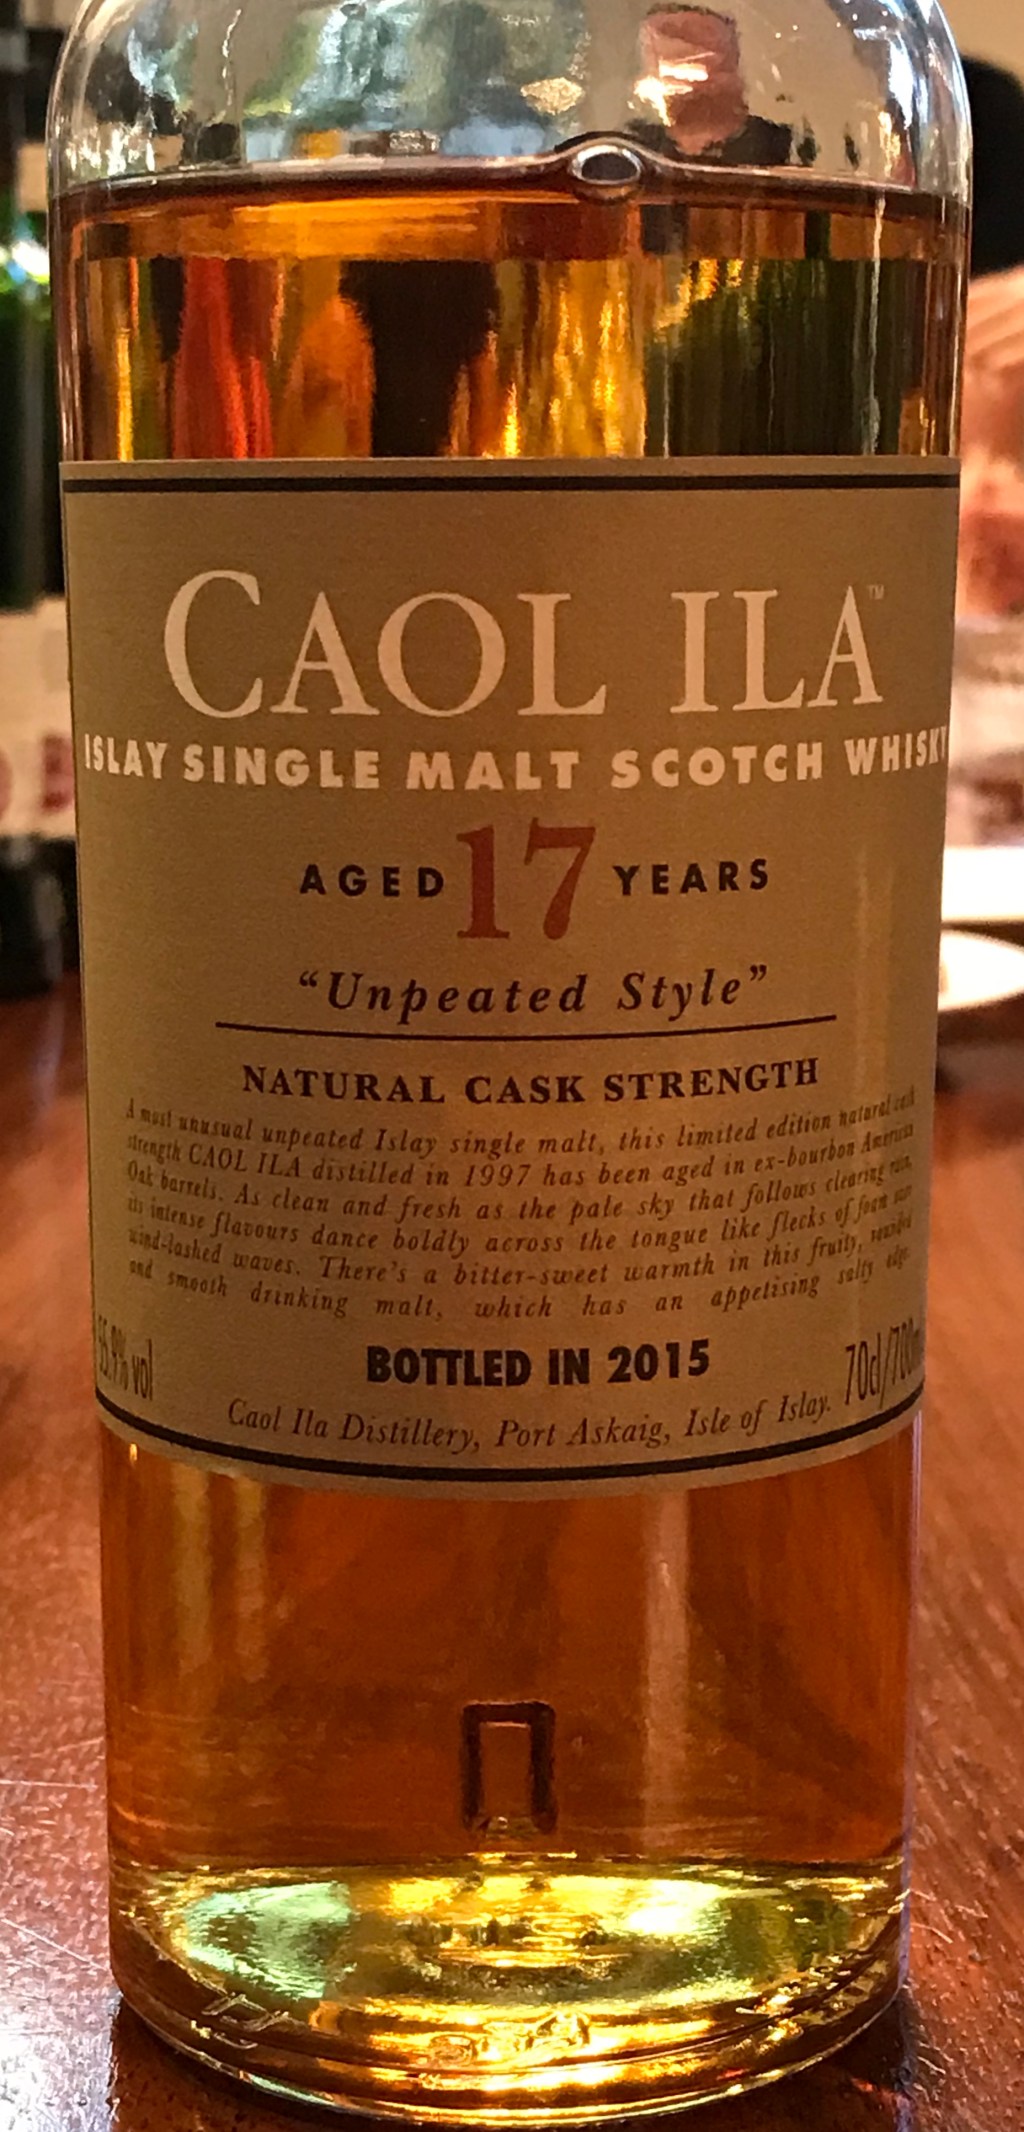 CAOL ILA™
ISLAY SINGLE MALT SCOTCH WHISKY
AGED 17 YEARS
“Unpeated Style”
NATURAL CASK STRENGTH
A most unusual unpeated Islay single malt, this limited edition natural cask
strength CAOL ILA distilled in 1997 has been aged in ex-bourbon American
Oak barrels. As clean and fresh as the pale sky that follows clearing rain,
its intense flavours dance boldly across the tongue like flecks of foam over
wind-lashed waves. There's a bitter-sweet warmth in this fruity, rounded
and smooth drinking malt, which has an appetising salty edge.
55.9% vol BOTTLED IN 2015 70cl/700
Caol Ila Distillery, Port Askaig, Isle of Islay.